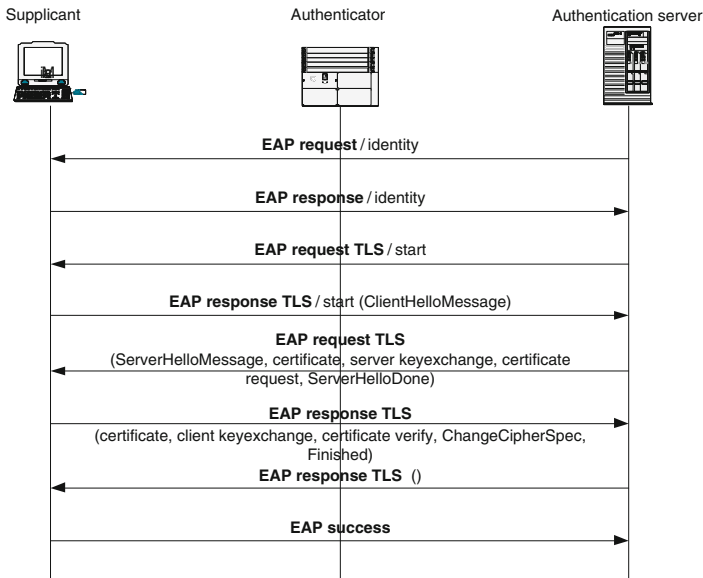 Supplicant
Authenticator
Authentication server
EAP request / identity
EAP response / identity
EAP request TLS / start
EAP response TLS / start (ClientHelloMessage)
EAP request TLS
(ServerHelloMessage, certificate, server keyexchange, certificate
request, ServerHelloDone)
EAP response TLS
(certificate, client keyexchange, certificate verify, ChangeCipherSpec,
Finished)
EAP response TLS ()
EAP success